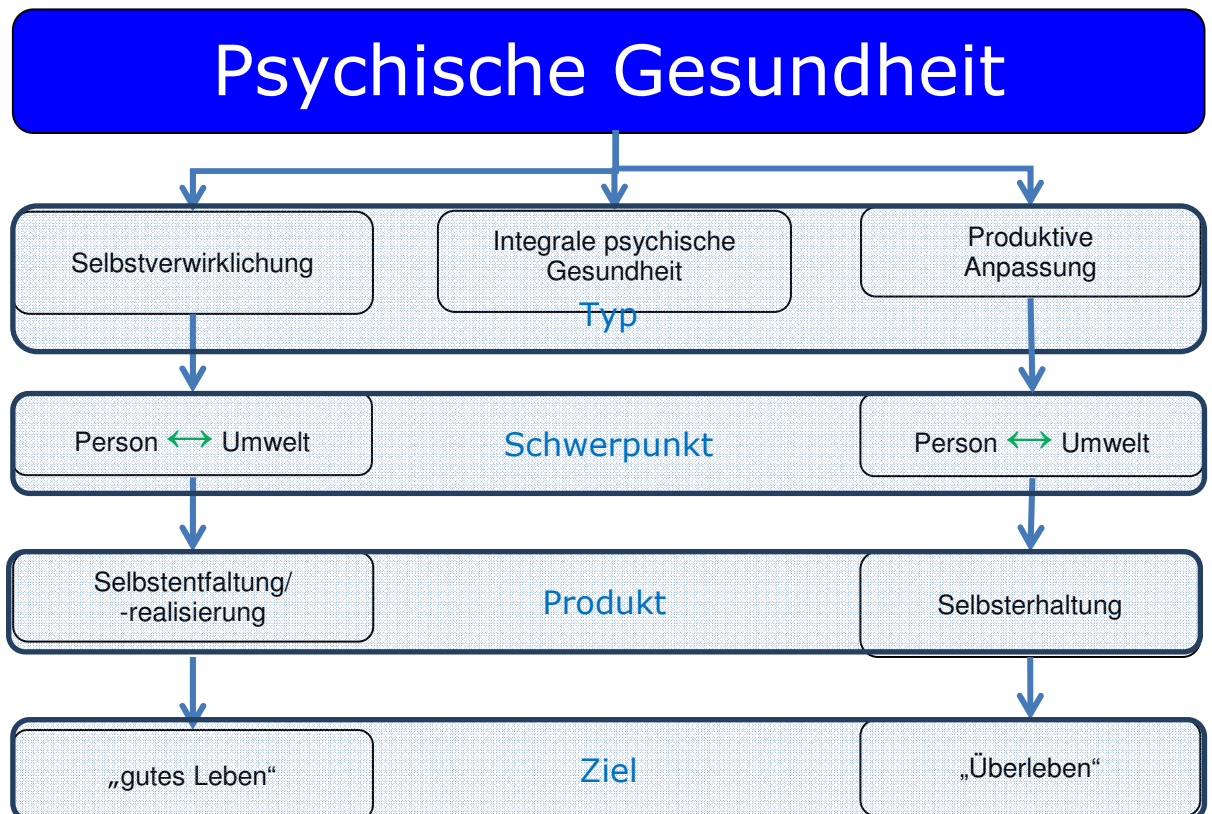 Psychische Gesundheit
Selbstverwirklichung
Integrale psychische
Gesundheit
Produktive
Anpassung
Typ
Person ↔ Umwelt
Schwerpunkt
Person ↔ Umwelt
Selbstentfaltung/
-realisierung
Produkt
Selbsterhaltung
„gutes Leben“
Ziel
„Überleben“